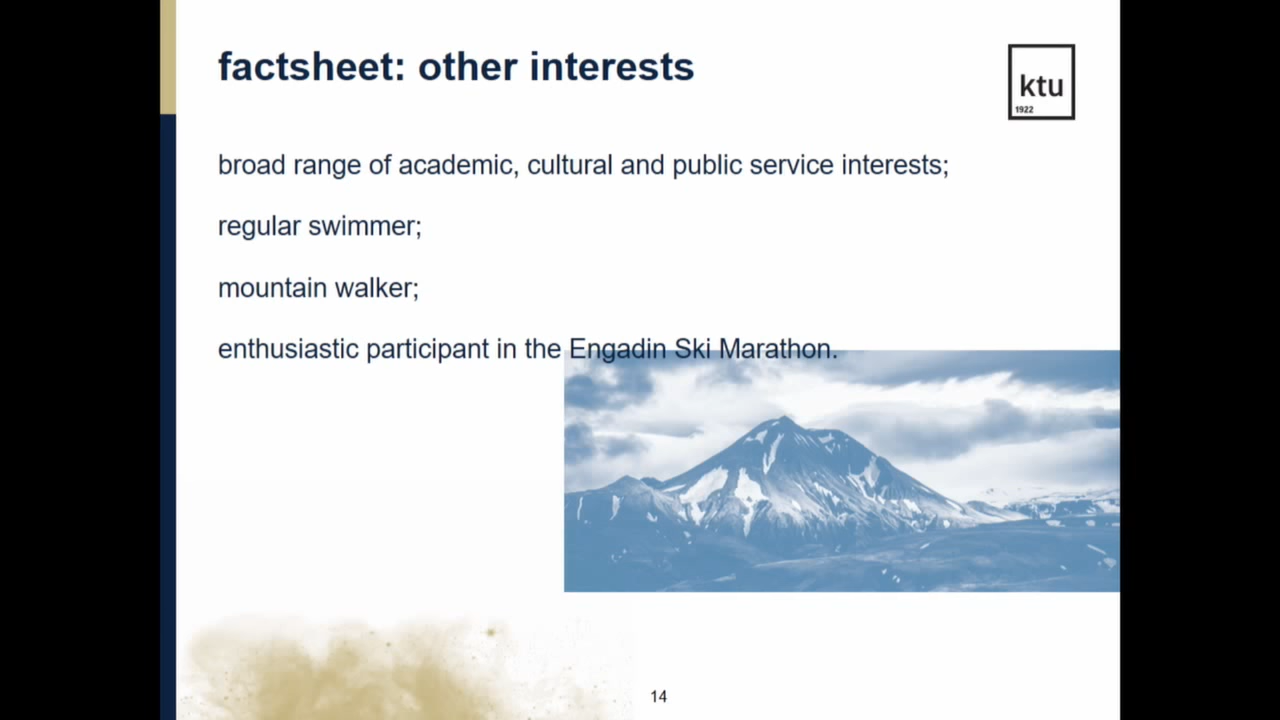 factsheet: other interests
ktu
1922
broad range of academic, cultural and public service interests;
regular swimmer;
mountain walker;
enthusiastic participant in the Engadin Ski Marathon.
14